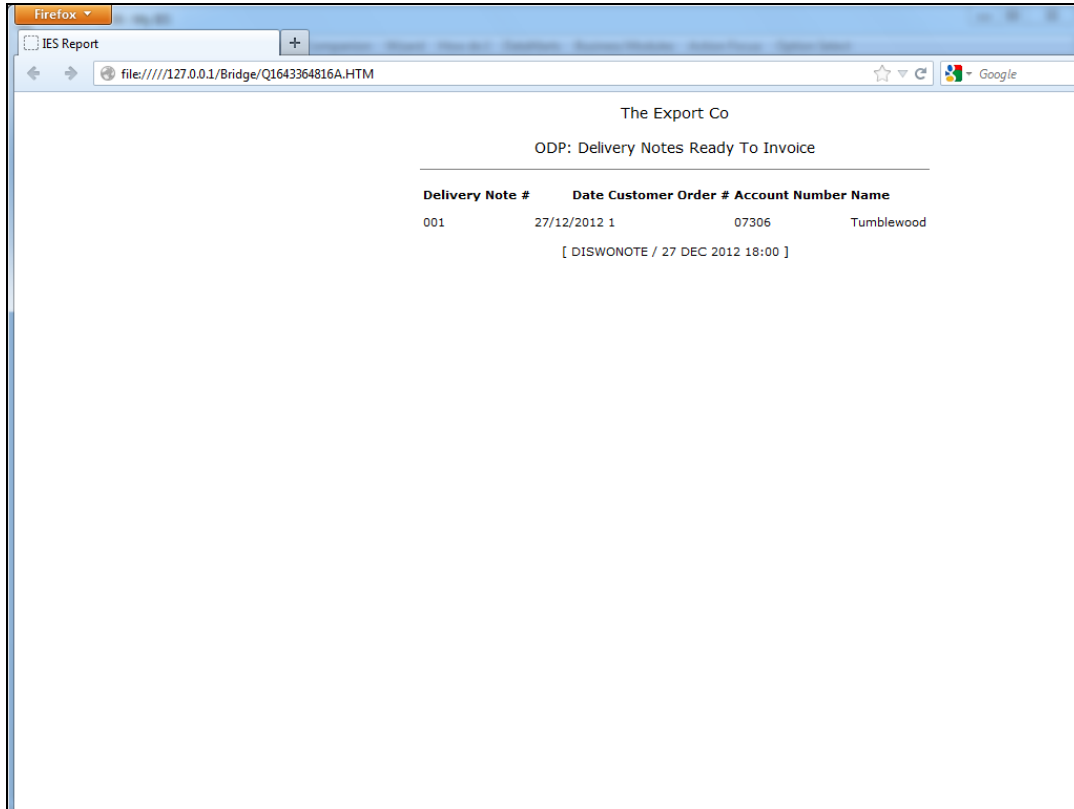 Firefox
IES Report
+
file://///127.0.0.1/Bridge/Q1643364816A.HTM
Google
The Export Co
ODP: Delivery Notes Ready To Invoice
Delivery Note # Date Customer Order # Account Number Name
001 27/12/2012 1 07306 Tumblewood
[ DISWONOTE / 27 DEC 2012 18:00 ]